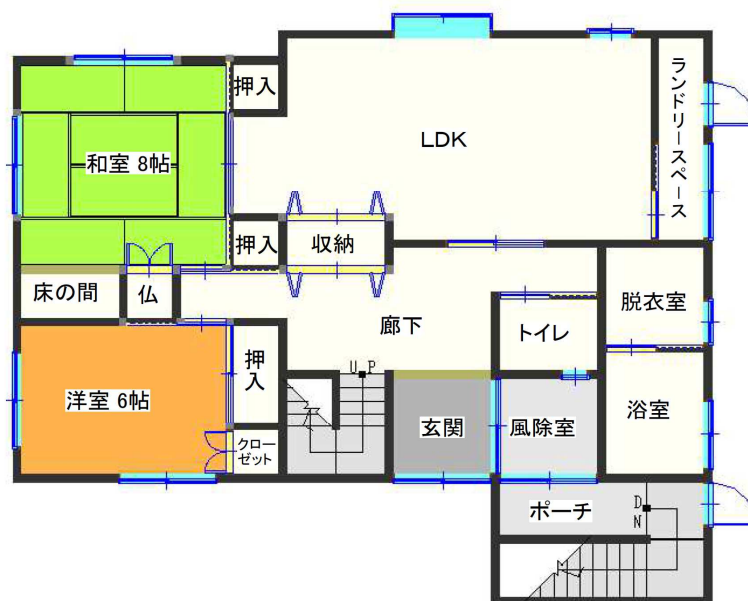 押入
ランドリースペース
LDK
和室 8帖
押入
収納
床の間
仏
脱衣室
廊下
トイレ
UP
押入
洋室 6帖
浴室
玄関
風除室
クロー
ゼット
ポーチ
DN